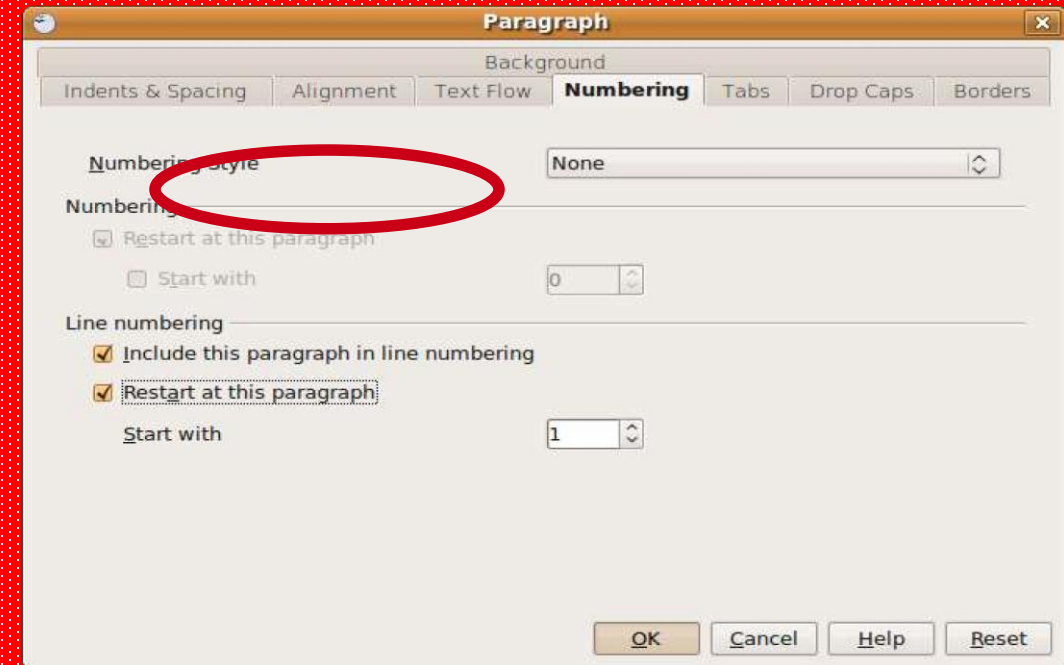 Paragraph
Background
Indents & Spacing Alignment Text Flow Numbering Tabs Drop Caps Borders
Numbering Style None
Numbering
Restart at this paragraph
Start with 0
Line numbering
Include this paragraph in line numbering
Restart at this paragraph
Start with 1
OK Cancel Help Reset